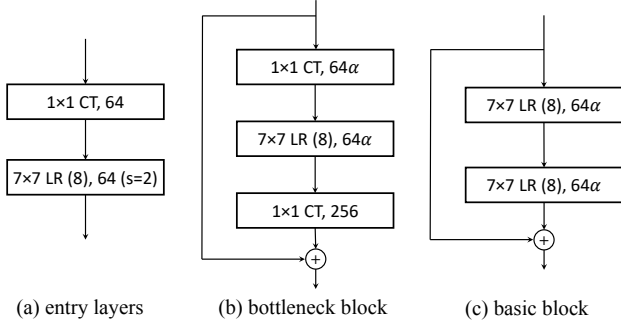 1×1 CT, 64
7×7 LR (8), 64 (s=2)
(a) entry layers
1×1 CT, 64α
7×7 LR (8), 64α
1×1 CT, 256
+
(b) bottleneck block
7×7 LR (8), 64α
7×7 LR (8), 64α
+
(c) basic block